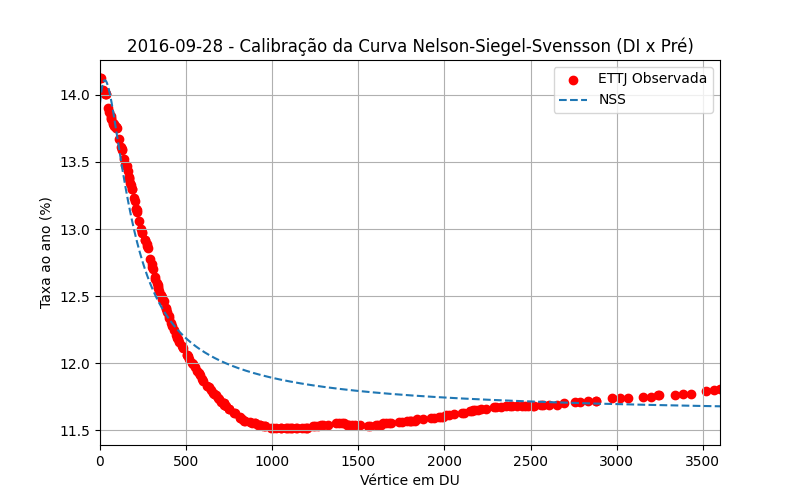 2016-09-28 - Calibração da Curva Nelson-Siegel-Svensson (DI x Pré)
ETTJ Observada
NSS
Taxa ao ano (%)
14.0
13.5
13.0
12.5
12.0
11.5
0 500 1000 1500 2000 2500 3000 3500
Vértice em DU